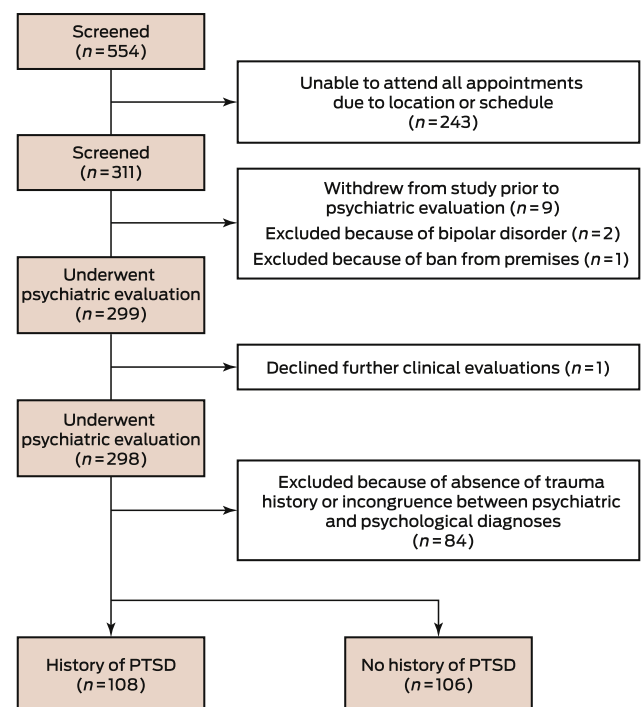 Screened
(n=554)
Unable to attend all appointments
due to location or schedule
(n=243)
Screened
(n=311)
Withdrew from study prior to
psychiatric evaluation (n=9)
Excluded because of bipolar disorder (n=2)
Excluded because of ban from premises (n=1)
Underwent
psychiatric evaluation
(n=299)
Declined further clinical evaluations (n=1)
Underwent
psychiatric evaluation
(n=298)
Excluded because of absence of trauma
history or incongruence between psychiatric
and psychological diagnoses
(n=84)
History of PTSD
(n=108)
No history of PTSD
(n=106)